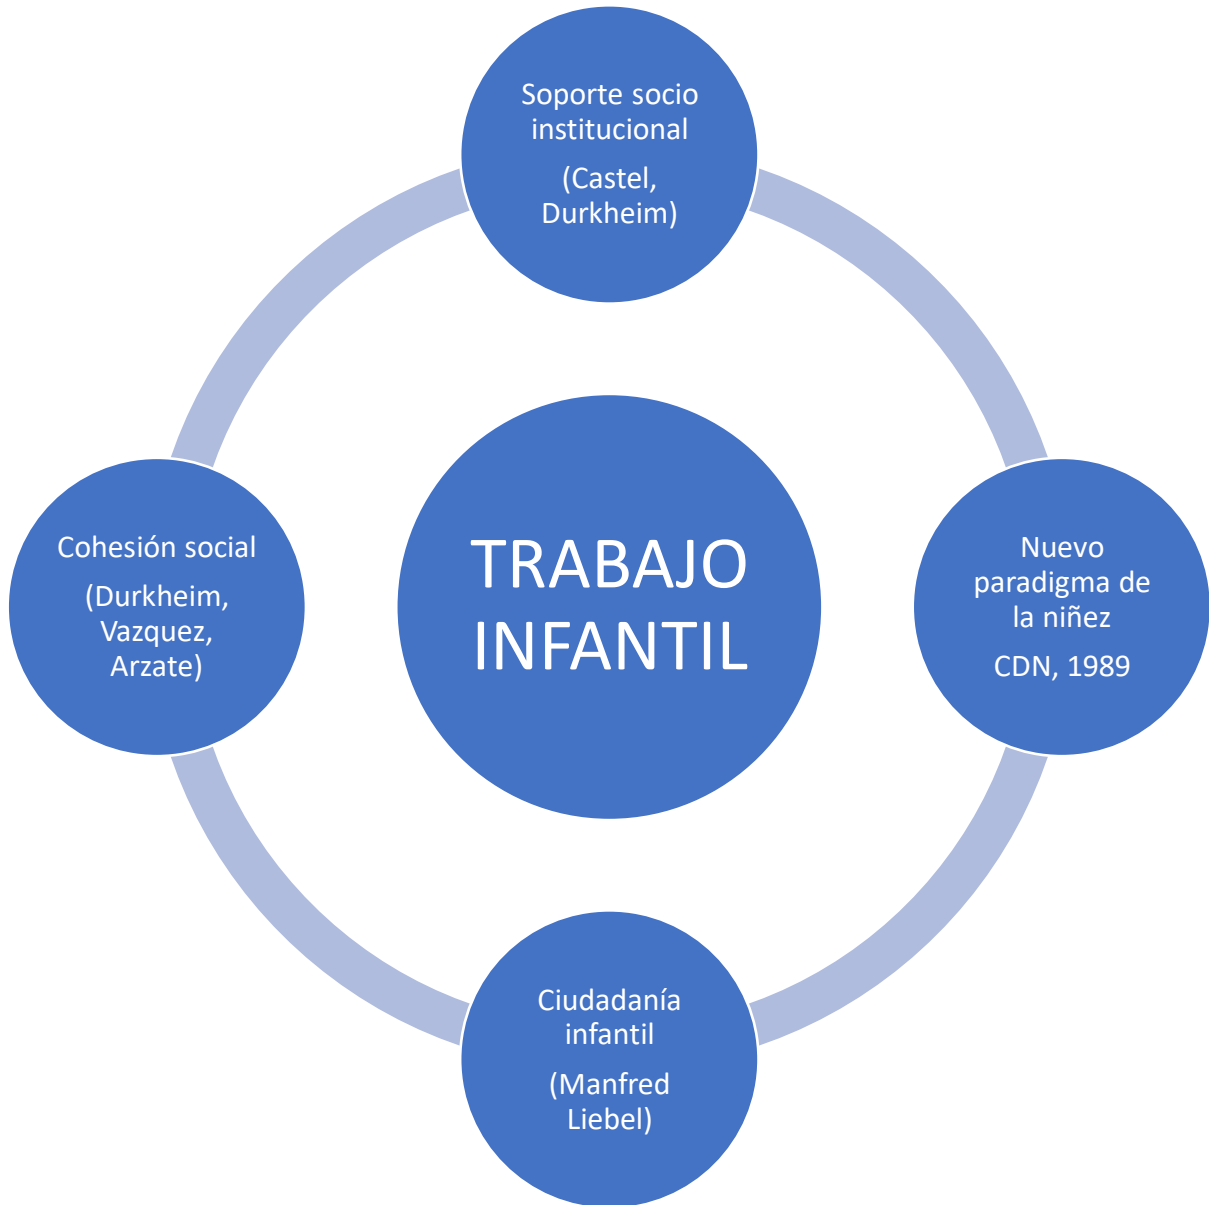 Soporte socio
institucional
(Castel,
Durkheim)
Cohesión social
(Durkheim,
Vazquez,
Arzate)
TRABAJO
INFANTIL
Nuevo
paradigma de
la niñez
CDN, 1989
Ciudadanía
infantil
(Manfred
Liebel)